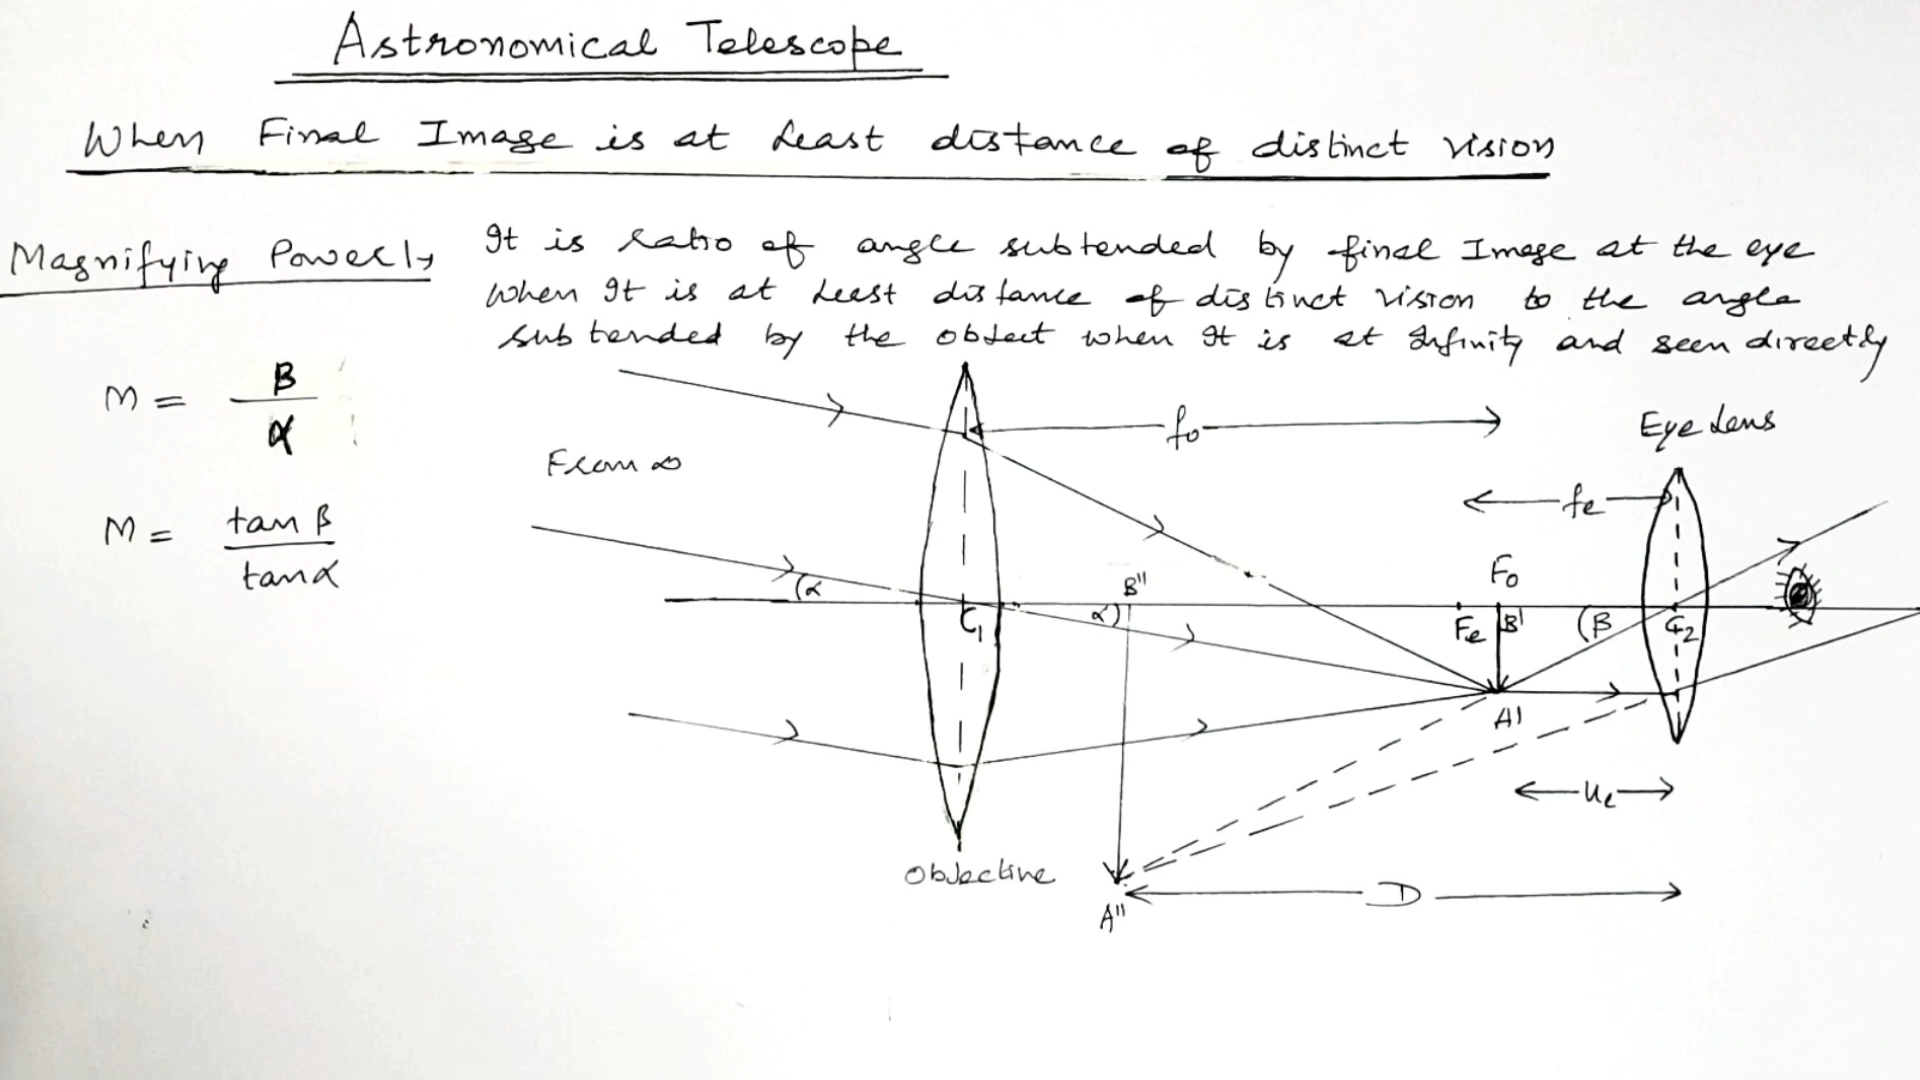 Astronomical Telescope
When Final Image is at Least distance of distinct vision
Magnifying Power
It is ratio of angle subtended by final Image at the eye
When It is at Least distance of distinct vision to the angle
subtended by the object when It is at Infinity and seen directly
M = β/α
M = tan β/tan α
From ∞
fo
Eye Lens
fe
Fo
(α
C1
α)
B"
Fe
B'
(β
C2
A'
ue
Objective
D
A"